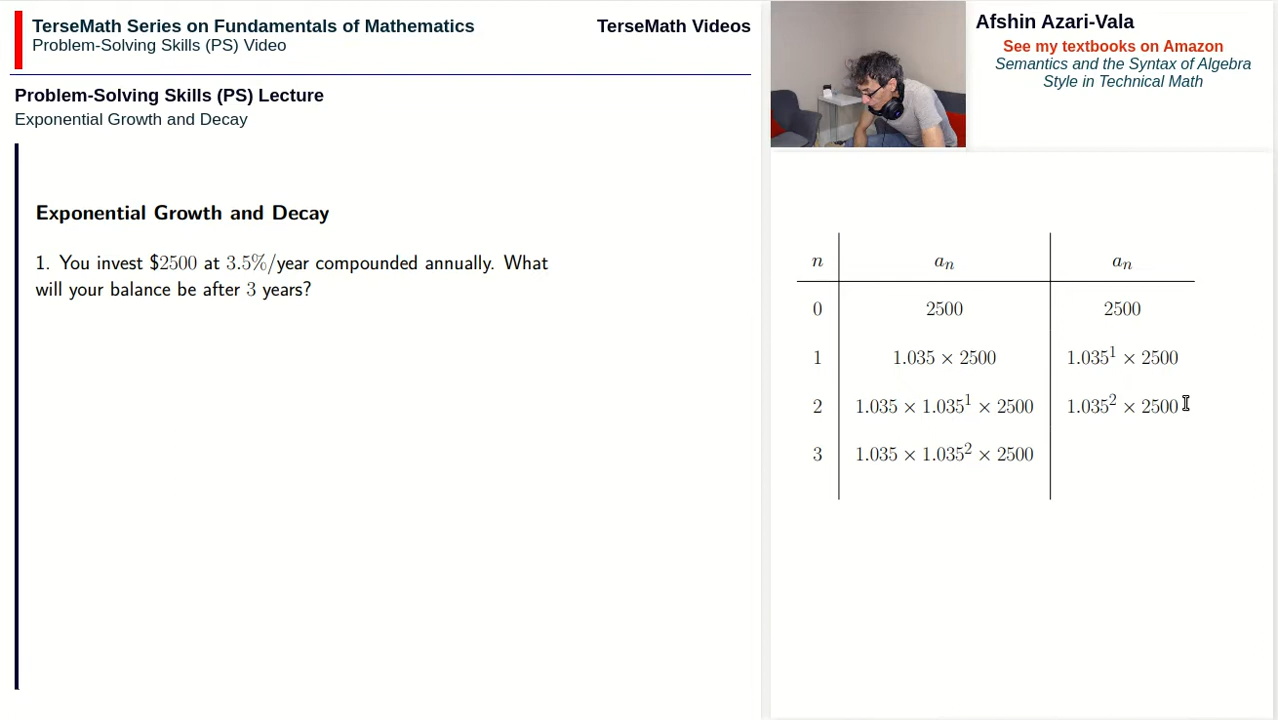 TerseMath Series on Fundamentals of Mathematics
Problem-Solving Skills (PS) Video
TerseMath Videos
Problem-Solving Skills (PS) Lecture
Exponential Growth and Decay
Exponential Growth and Decay
1. You invest $2500 at 3.5%/year compounded annually. What
will your balance be after 3 years?
Afshin Azari-Vala
See my textbooks on Amazon
Semantics and the Syntax of Algebra
Style in Technical Math
n aₙ aₙ
0 2500 2500
1 1.035 × 2500 1.035¹ × 2500
2 1.035 × 1.035¹ × 2500 1.035² × 2500
3 1.035 × 1.035² × 2500